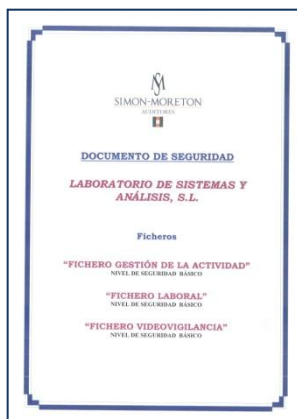 SM
SIMON-MORETON
AUDITORES
DOCUMENTO DE SEGURIDAD
LABORATORIO DE SISTEMAS Y
ANÁLISIS, S.L.
Ficheros
“FICHERO GESTIÓN DE LA ACTIVIDAD”
NIVEL DE SEGURIDAD BÁSICO
“FICHERO LABORAL”
NIVEL DE SEGURIDAD BÁSICO
“FICHERO VIDEOVIGILANCIA”
NIVEL DE SEGURIDAD BÁSICO